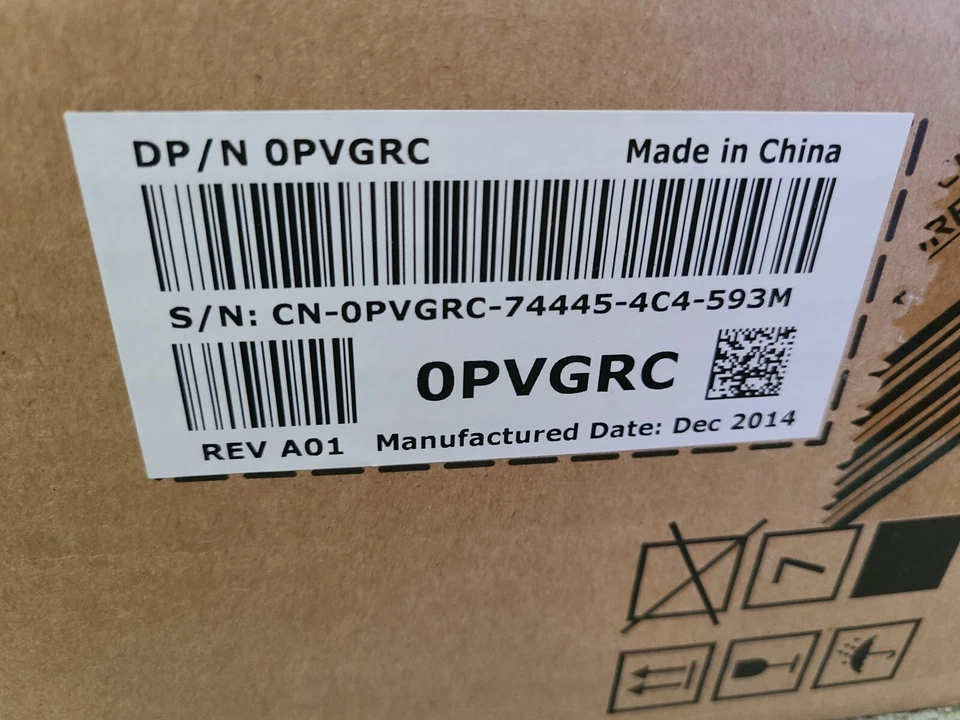 DP/N 0PVGRC Made in China
S/N: CN-0PVGRC-74445-4C4-593M
0PVGRC
REV A01 Manufactured Date: Dec 2014